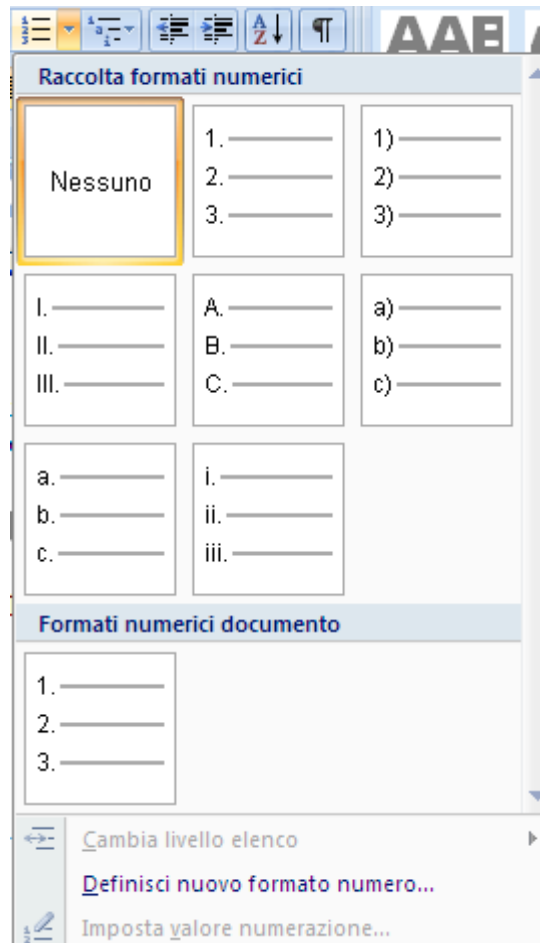 AAE
Raccolta formati numerici
Nessuno
1.
2.
3.
1)
2)
3)
I.
II.
III.
A.
B.
C.
a)
b)
c)
a.
b.
c.
i.
ii.
iii.
Formati numerici documento
1.
2.
3.
Cambia livello elenco
Definisci nuovo formato numero...
Imposta valore numerazione...